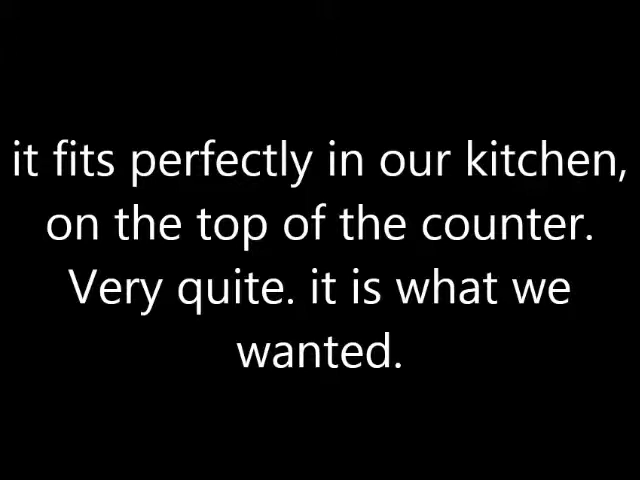 it fits perfectly in our kitchen,
on the top of the counter.
Very quite. it is what we
wanted.